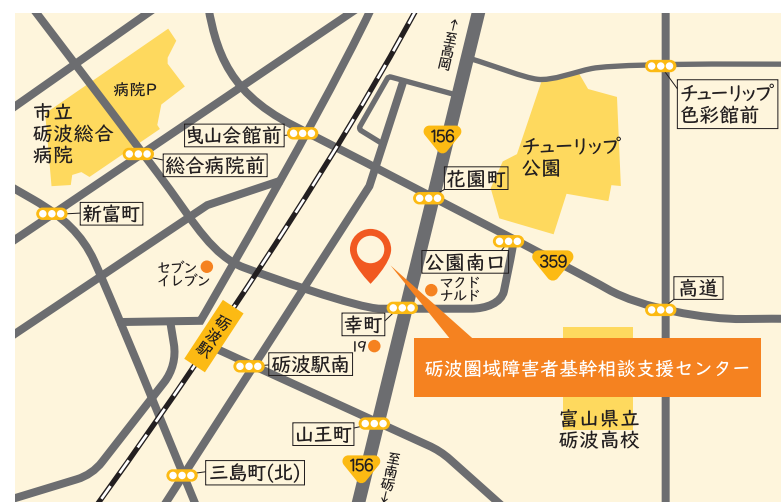 至高岡
病院P
チューリップ
色彩館前
市立
砺波総合
病院
曳山会館前
156
チューリップ
公園
総合病院前
花園町
新富町
公園南口
359
セブン
イレブン
マクド
ナルド
高道
幸町
砺波駅
19
砺波駅南
砺波圏域障害者基幹相談支援センター
富山県立
砺波高校
山王町
三島町(北)
156
至南砺